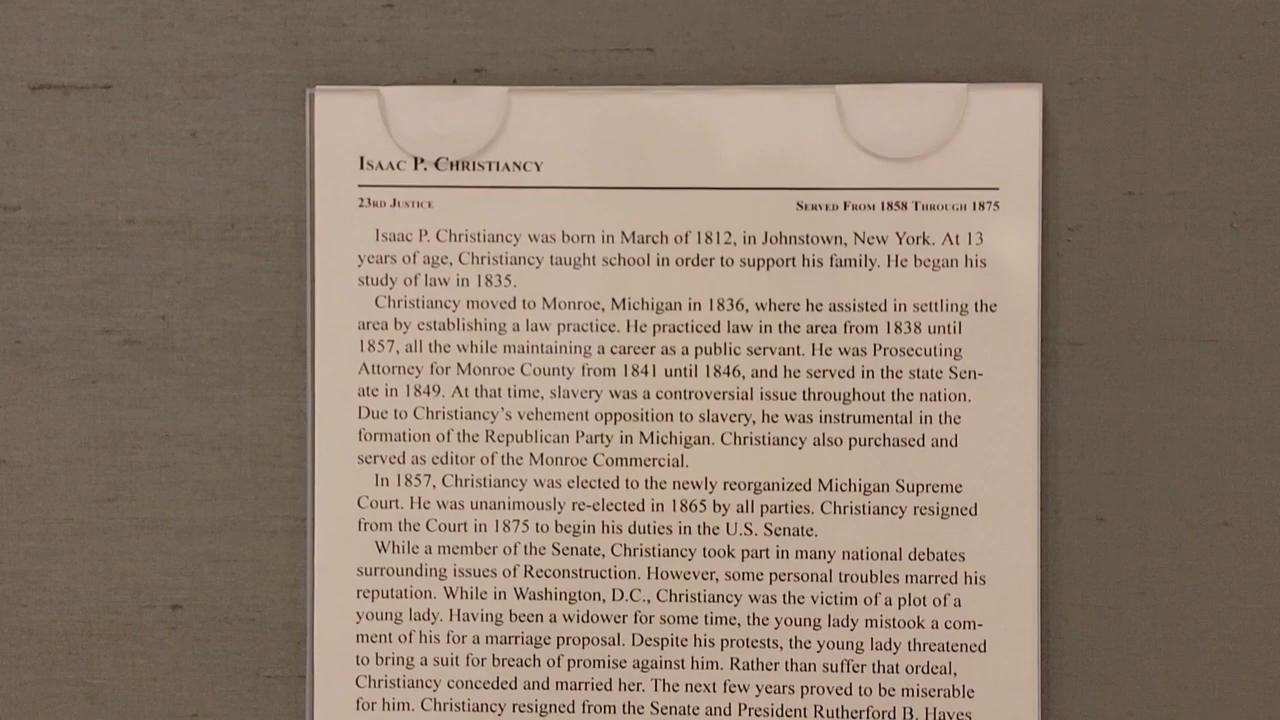 ISAAC P. CHRISTIANCY
23RD JUSTICE
SERVED FROM 1858 THROUGH 1875
Isaac P. Christiancy was born in March of 1812, in Johnstown, New York. At 13
years of age, Christiancy taught school in order to support his family. He began his
study of law in 1835.
Christiancy moved to Monroe, Michigan in 1836, where he assisted in settling the
area by establishing a law practice. He practiced law in the area from 1838 until
1857, all the while maintaining a career as a public servant. He was Prosecuting
Attorney for Monroe County from 1841 until 1846, and he served in the state Sen-
ate in 1849. At that time, slavery was a controversial issue throughout the nation.
Due to Christiancy's vehement opposition to slavery, he was instrumental in the
formation of the Republican Party in Michigan. Christiancy also purchased and
served as editor of the Monroe Commercial.
In 1857, Christiancy was elected to the newly reorganized Michigan Supreme
Court. He was unanimously re-elected in 1865 by all parties. Christiancy resigned
from the Court in 1875 to begin his duties in the U.S. Senate.
While a member of the Senate, Christiancy took part in many national debates
surrounding issues of Reconstruction. However, some personal troubles marred his
reputation. While in Washington, D.C., Christiancy was the victim of a plot of a
young lady. Having been a widower for some time, the young lady mistook a com-
ment of his for a marriage proposal. Despite his protests, the young lady threatened
to bring a suit for breach of promise against him. Rather than suffer that ordeal,
Christiancy conceded and married her. The next few years proved to be miserable
for him. Christiancy resigned from the Senate and President Rutherford B. Hayes